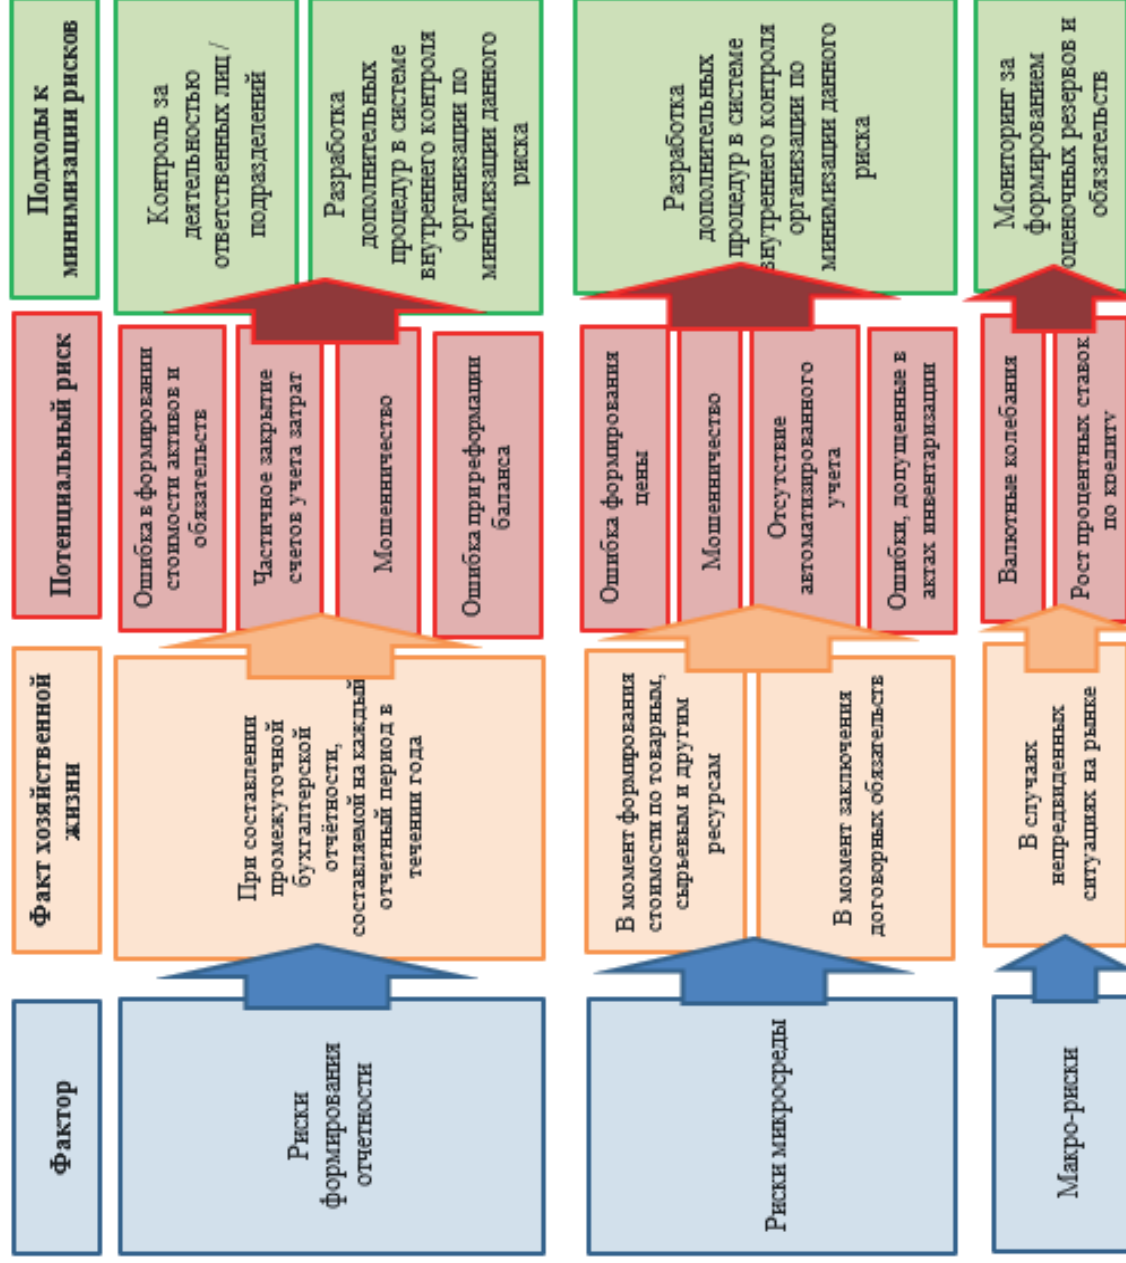 Фактор
Факт хозяйственной
жизни
Потенциальный риск
Подходы к
минимизации рисков
Риски
формирования
отчетности
При составлении
промежуточной
бухгалтерской
отчётности,
составляемой на каждый
отчетный период в
течении года
Ошибка в формировании
стоимости активов и
обязательств
Частичное закрытие
счетов учета затрат
Мошенничество
Ошибка при реформации
баланса
Контроль за
деятельностью
ответственных лиц /
подразделений
Разработка
дополнительных
процедур в системе
внутреннего контроля
организации по
минимизации данного
риска
Риски микросреды
В момент формирования
стоимости по товарным,
сырьевым и другим
ресурсам
В момент заключения
договорных обязательств
Ошибка формирования
цены
Мошенничество
Отсутствие
автоматизированного
учета
Ошибки, допущенные в
актах инвентаризации
Разработка
дополнительных
процедур в системе
внутреннего контроля
организации по
минимизации данного
риска
Макро-риски
В случаях
непредвиденных
ситуациях на рынке
Валютные колебания
Рост процентных ставок
по кредиту
Мониторинг за
формированием
оценочных резервов и
обязательств